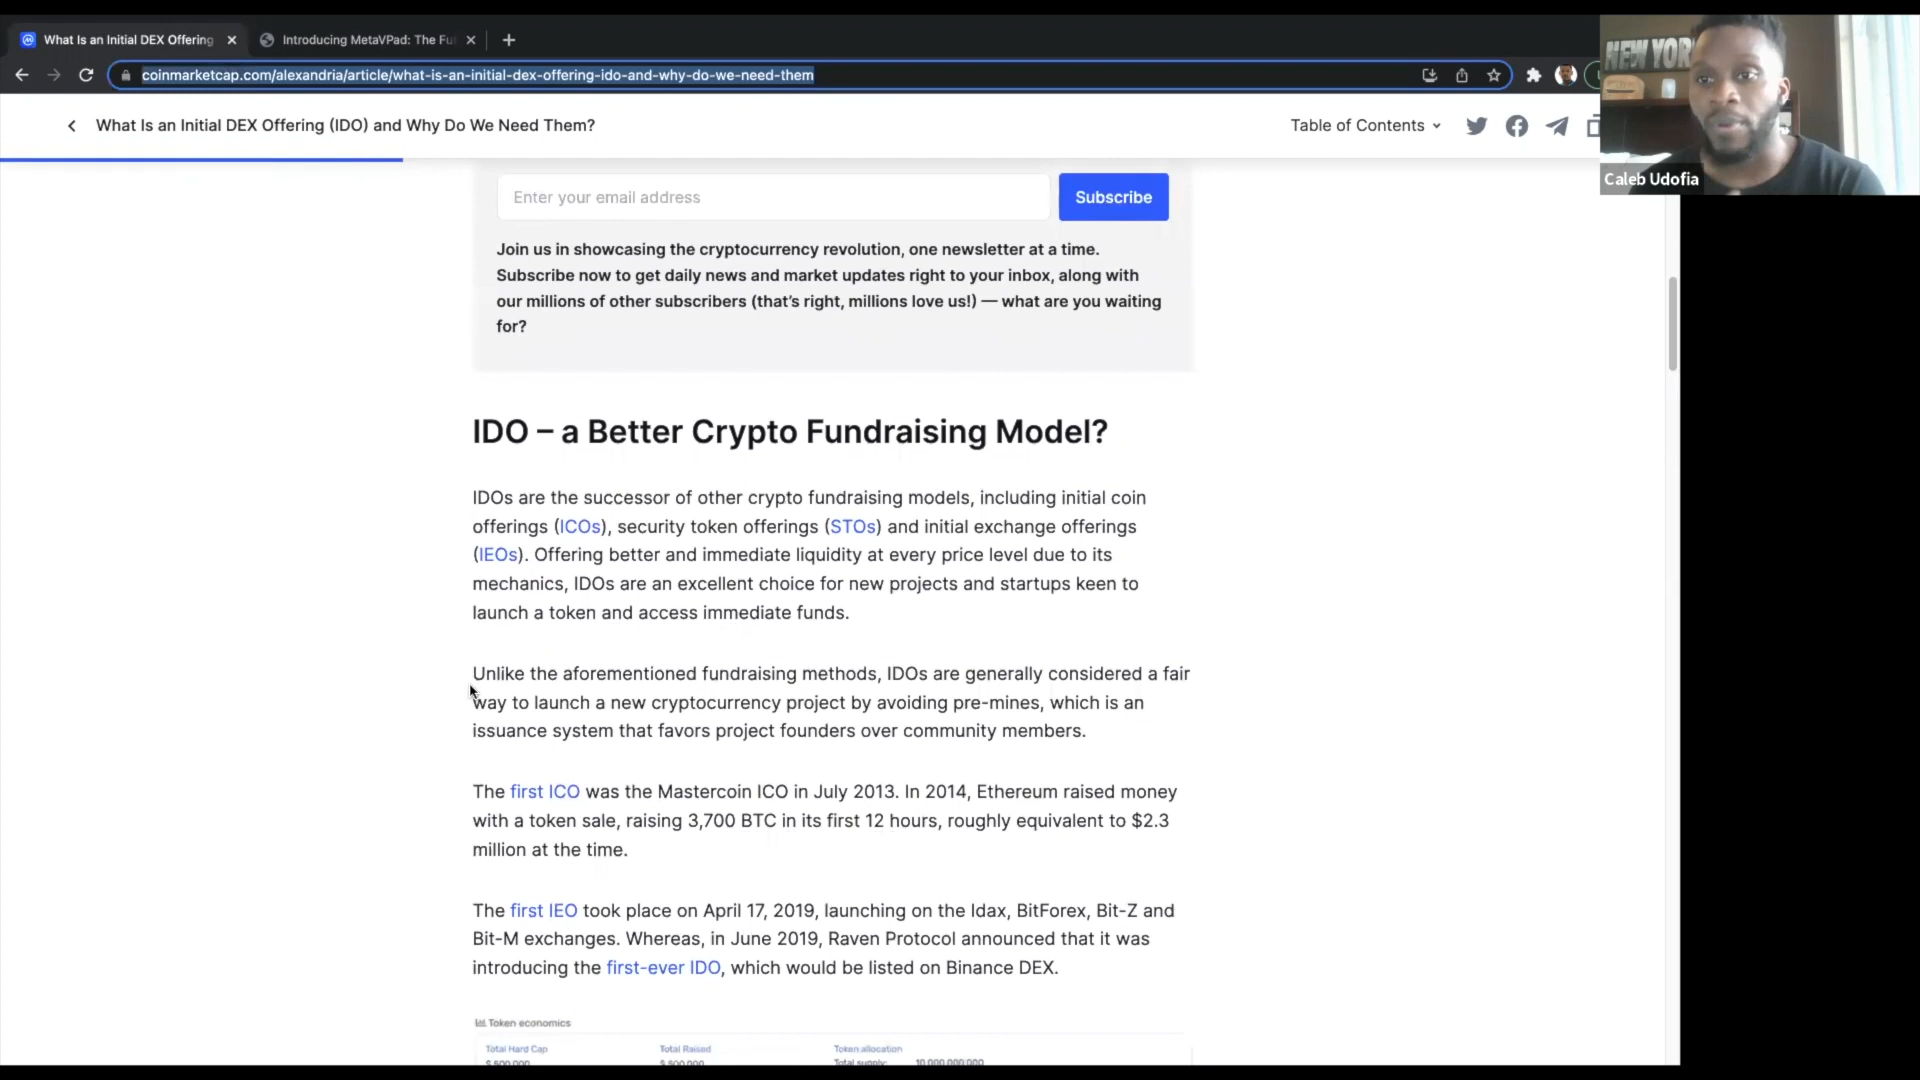 What Is an Initial DEX Offering
Introducing MetaVPad: The Fu
coinmarketcap.com/alexandria/article/what-is-an-initial-dex-offering-ido-and-why-do-we-need-them
NEW YOR
What Is an Initial DEX Offering (IDO) and Why Do We Need Them?
Table of Contents
Caleb Udofia
Enter your email address
Subscribe
Join us in showcasing the cryptocurrency revolution, one newsletter at a time.
Subscribe now to get daily news and market updates right to your inbox, along with
our millions of other subscribers (that's right, millions love us!) — what are you waiting
for?
IDO – a Better Crypto Fundraising Model?
IDOs are the successor of other crypto fundraising models, including initial coin
offerings (ICOs), security token offerings (STOs) and initial exchange offerings
(IEOs). Offering better and immediate liquidity at every price level due to its
mechanics, IDOs are an excellent choice for new projects and startups keen to
launch a token and access immediate funds.
Unlike the aforementioned fundraising methods, IDOs are generally considered a fair
way to launch a new cryptocurrency project by avoiding pre-mines, which is an
issuance system that favors project founders over community members.
The first ICO was the Mastercoin ICO in July 2013. In 2014, Ethereum raised money
with a token sale, raising 3,700 BTC in its first 12 hours, roughly equivalent to $2.3
million at the time.
The first IEO took place on April 17, 2019, launching on the Idax, BitForex, Bit-Z and
Bit-M exchanges. Whereas, in June 2019, Raven Protocol announced that it was
introducing the first-ever IDO, which would be listed on Binance DEX.
Token economics
Total Hard Cap
Total Raised
Token allocation
$ 500,000
$ 500,000
Total supply:
10,000,000,000